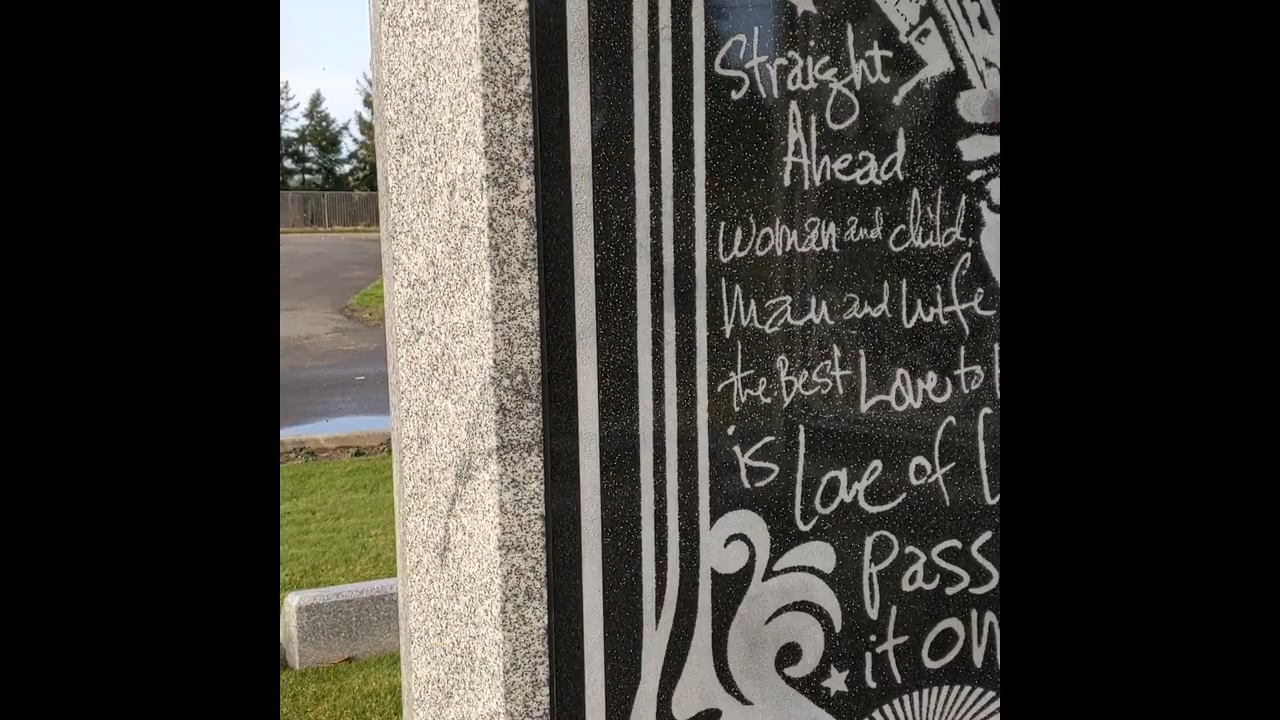 Straight
Ahead
Woman and child,
Man and wife
the Best Love to
is Love of
pass
it on